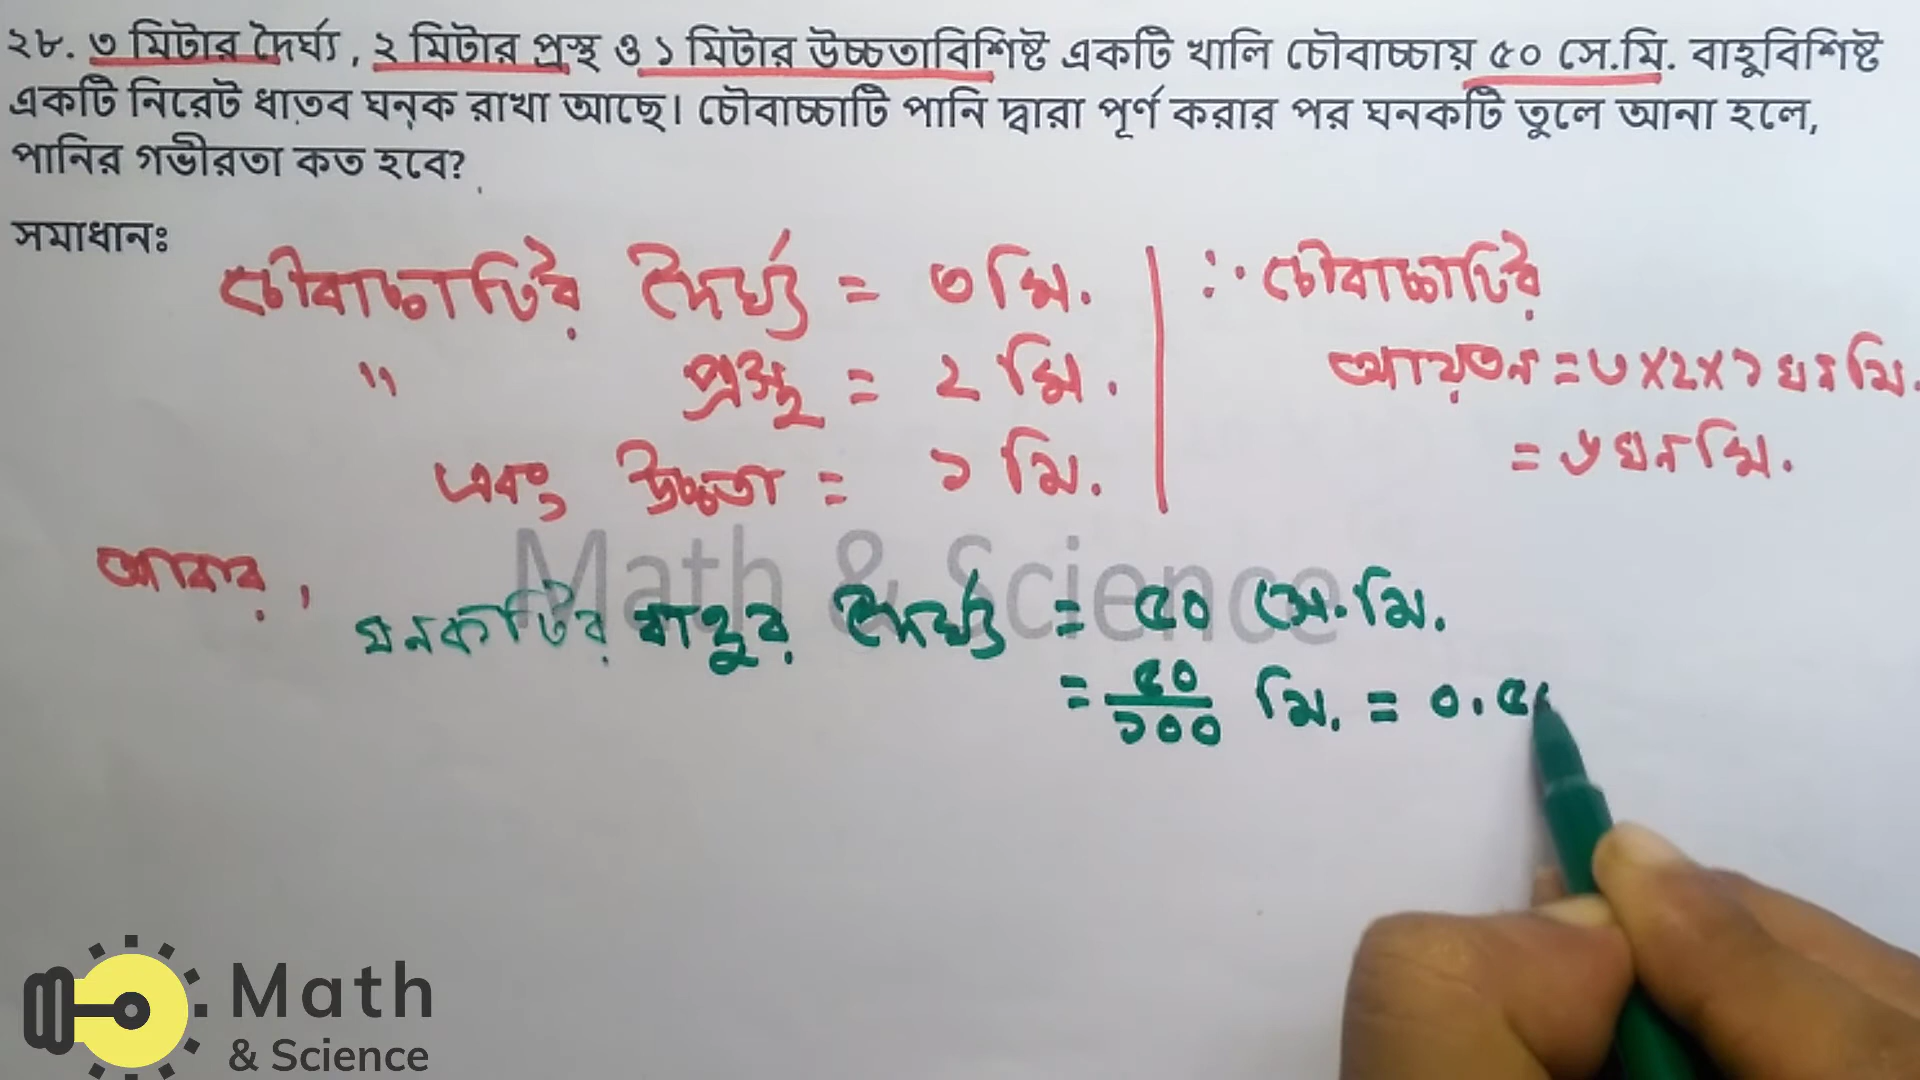 ২৮. ৩ মিটার দৈর্ঘ্য, ২ মিটার প্রস্থ ও ১ মিটার উচ্চতাবিশিষ্ট একটি খালি চৌবাচ্চায় ৫০ সে.মি. বাহুবিশিষ্ট
একটি নিরেট ধাতব ঘনক রাখা আছে। চৌবাচ্চাটি পানি দ্বারা পূর্ণ করার পর ঘনকটি তুলে আনা হলে,
পানির গভীরতা কত হবে?
সমাধানঃ
চৌবাচ্চাটির দৈর্ঘ্য = ৩ মি.
" প্রস্থ = ২ মি.
এবং উচ্চতা = ১ মি.
∴ চৌবাচ্চাটির
আয়তন = ৩×২×১ ঘন মি.
= ৬ ঘন মি.
আবার,
ঘনকটির বাহুর দৈর্ঘ্য = ৫০ সে.মি.
= ৫০/১০০ মি. = ০.৫
Math & Science
Math
& Science